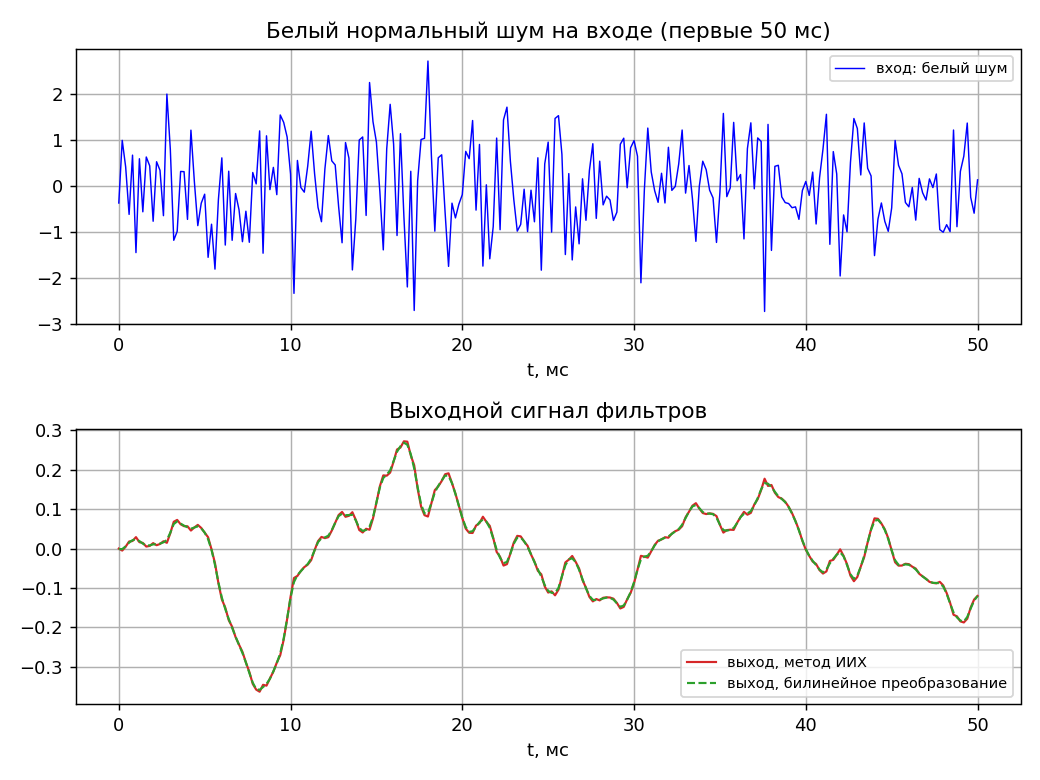 Белый нормальный шум на входе (первые 50 мс)
вход: белый шум
2
1
0
−1
−2
−3
0 10 20 30 40 50
t, мс
Выходной сигнал фильтров
0.3
0.2
0.1
0.0
−0.1
−0.2
−0.3
выход, метод ИИХ
выход, билинейное преобразование
0 10 20 30 40 50
t, мс